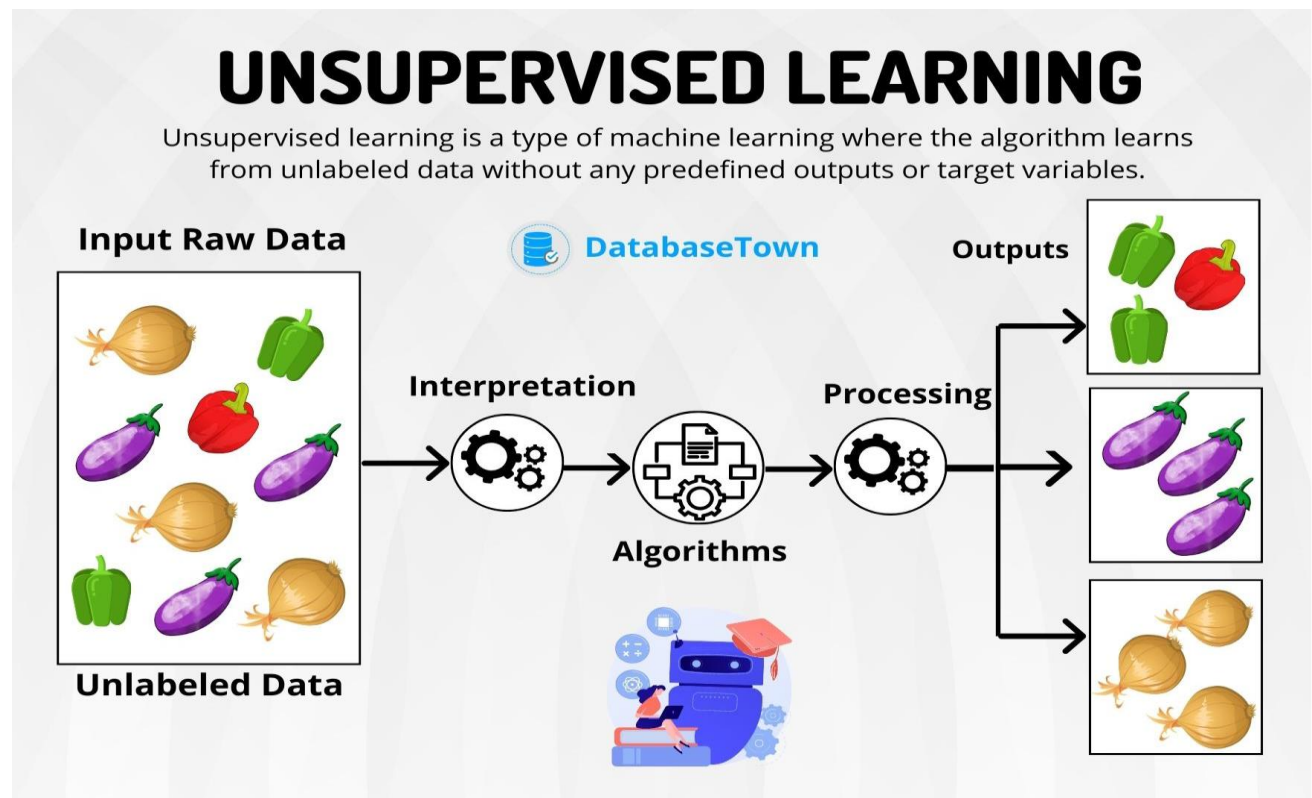 UNSUPERVISED LEARNING
Unsupervised learning is a type of machine learning where the algorithm learns
from unlabeled data without any predefined outputs or target variables.
Input Raw Data
DatabaseTown
Outputs
Interpretation
Processing
Algorithms
Unlabeled Data